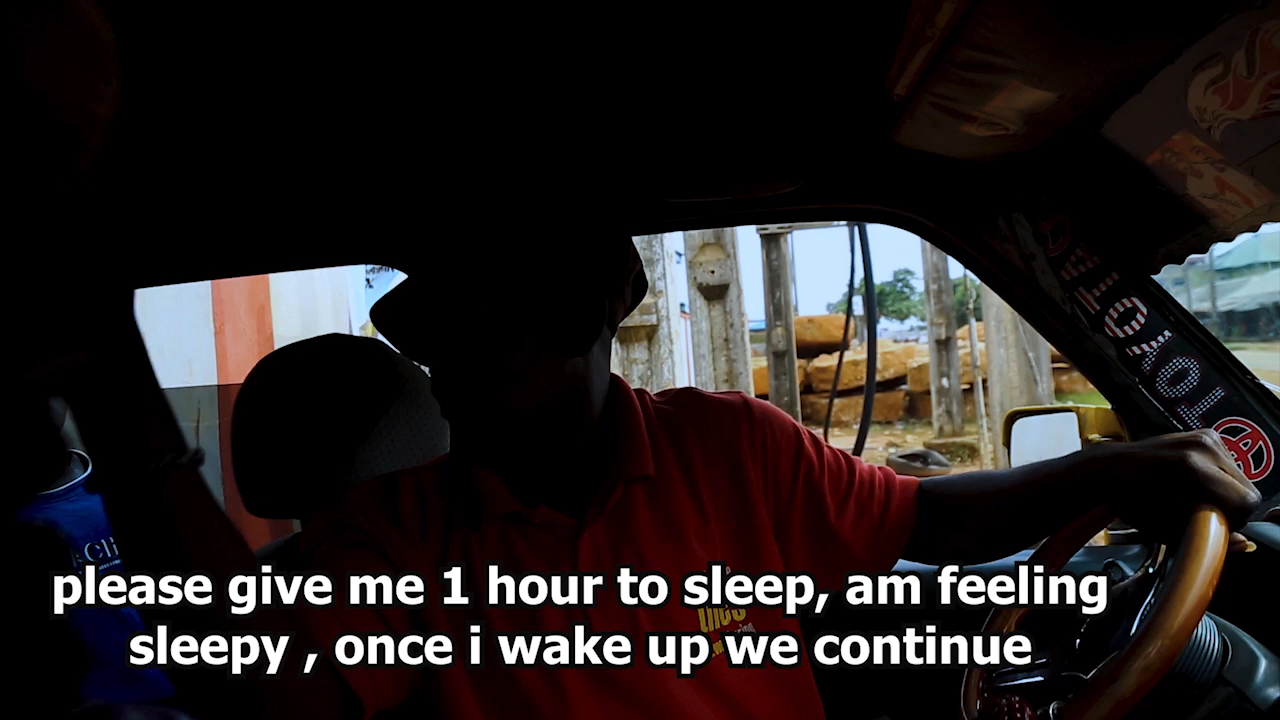 TOYOTA
please give me 1 hour to sleep, am feeling
sleepy , once i wake up we continue